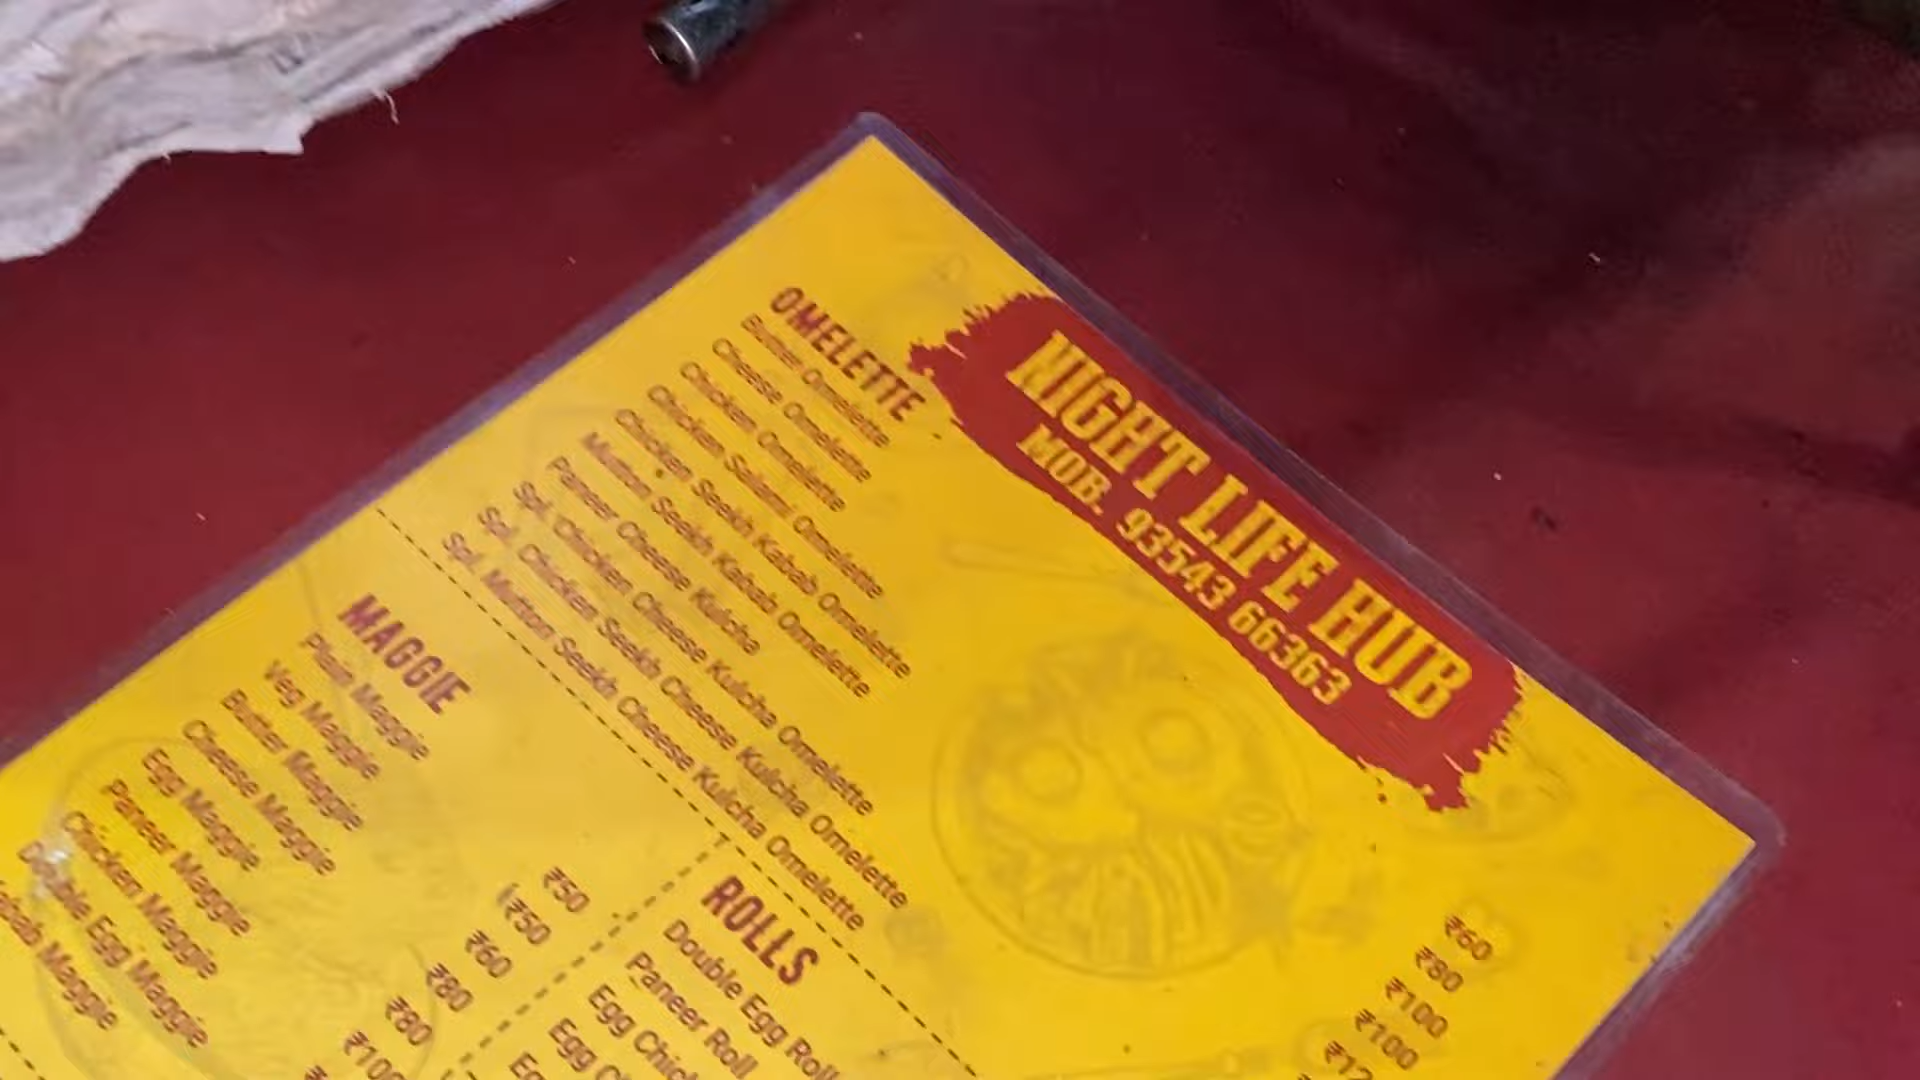 NIGHT LIFE HUB
MOB. 93543 66363
OMELETTE
Butter Omelette ₹60
Cheese Omelette ₹80
Chicken Omelette ₹100
Chicken Salami Omelette ₹100
Chicken Seekh Kabab Omelette
Mutton Seekh Kabab Omelette
Paneer Cheese Kulcha
Spl. Chicken Cheese Kulcha Omelette
Spl. Chicken Seekh Cheese Kulcha Omelette
Spl. Mutton Seekh Cheese Kulcha Omelette
MAGGIE
Plain Maggie ₹50
Veg Maggie ₹50
Butter Maggie ₹60
Cheese Maggie ₹80
Egg Maggie ₹80
Paneer Maggie ₹100
Chicken Maggie
Double Egg Maggie
Maggie
ROLLS
Double Egg Roll
Paneer Roll
Egg
Egg